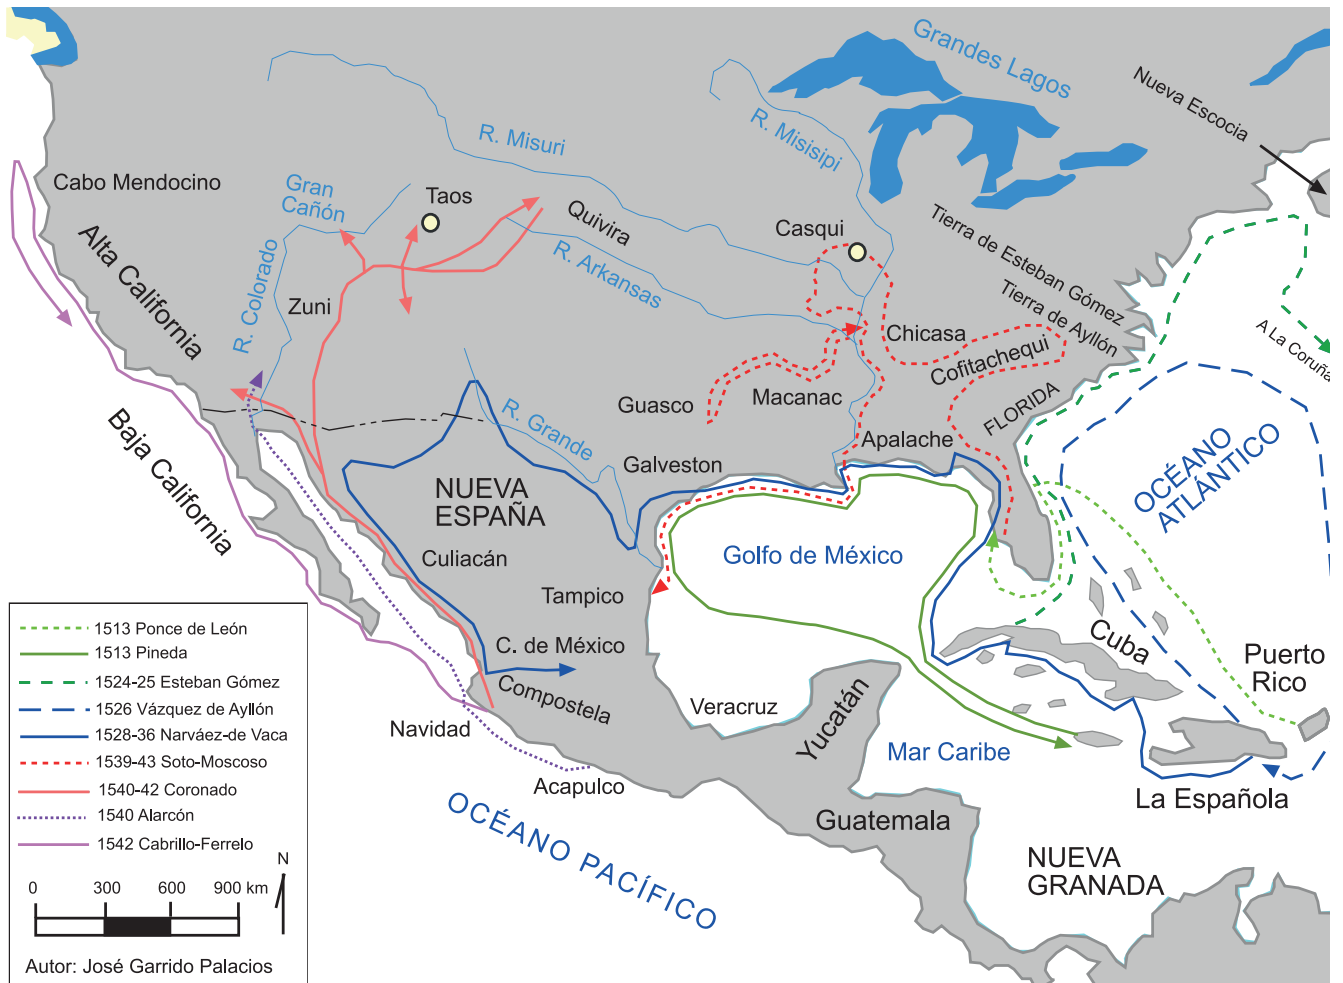 Grandes Lagos
Nueva Escocia
R. Misuri
R. Misisipi
Cabo Mendocino
Gran
Cañón
Taos
Quivira
Casqui
Tierra de Esteban Gómez
Tierra de Ayllón
A La Coruña
Alta California
R. Colorado
Zuni
R. Arkansas
Chicasa
Cofitachequi
Macanac
Guasco
FLORIDA
Apalache
R. Grande
Galveston
Baja California
NUEVA
ESPAÑA
OCÉANO
ATLÁNTICO
Golfo de México
Culiacán
Tampico
C. de México
Compostela
Cuba
Puerto
Rico
Navidad
Veracruz
Yucatán
Mar Caribe
Acapulco
La Española
OCÉANO PACÍFICO
Guatemala
NUEVA
GRANADA
1513 Ponce de León
1513 Pineda
1524-25 Esteban Gómez
1526 Vázquez de Ayllón
1528-36 Narváez-de Vaca
1539-43 Soto-Moscoso
1540-42 Coronado
1540 Alarcón
1542 Cabrillo-Ferrelo
N
0 300 600 900 km
Autor: José Garrido Palacios